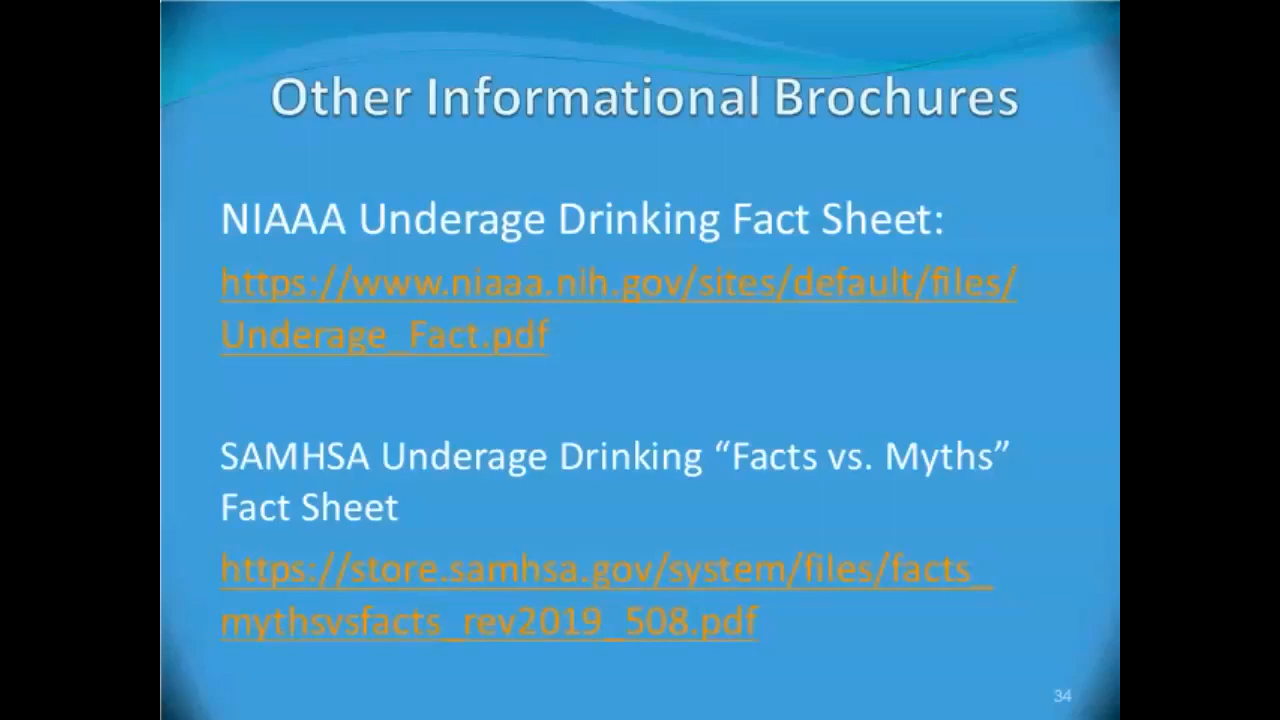 Other Informational Brochures
NIAAA Underage Drinking Fact Sheet:
https://www.niaaa.nih.gov/sites/default/files/
Underage_Fact.pdf
SAMHSA Underage Drinking “Facts vs. Myths”
Fact Sheet
https://store.samhsa.gov/system/files/facts_
mythsvsfacts_rev2019_508.pdf
34